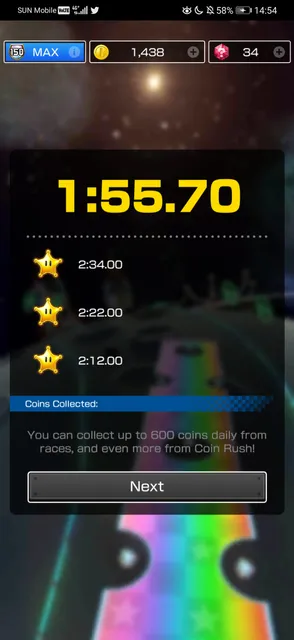 SUN Mobile VoLTE 4G 58% 14:54
150 MAX i 1,438 + 34 +
1:55.70
2:34.00
2:22.00
2:12.00
Coins Collected:
You can collect up to 600 coins daily from
races, and even more from Coin Rush!
Next